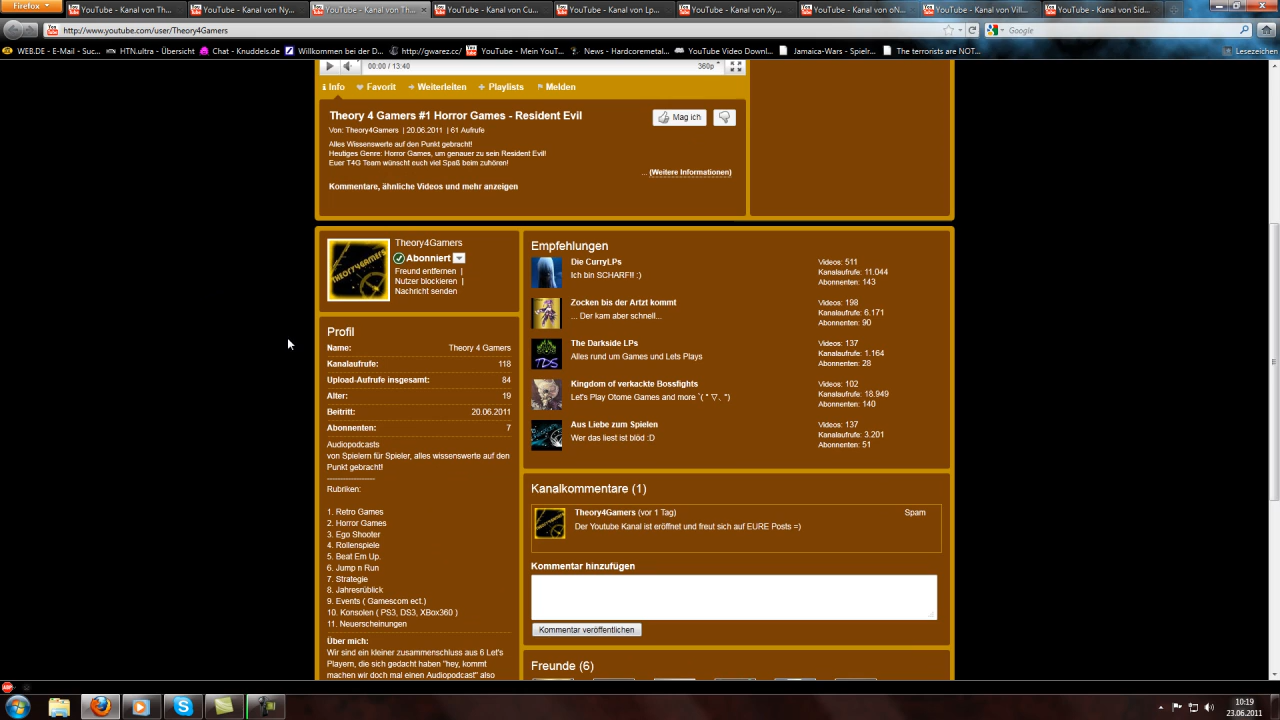 Firefox
YouTube - Kanal von Th...
YouTube - Kanal von Ny...
YouTube - Kanal von Th...
YouTube - Kanal von Cu...
YouTube - Kanal von Lp...
YouTube - Kanal von Xy...
YouTube - Kanal von oN...
YouTube - Kanal von Vill...
YouTube - Kanal von Sid...
http://www.youtube.com/user/Theory4Gamers
Google
WEB.DE - E-Mail - Suc...
HTN.ultra - Übersicht
Chat - Knuddels.de
Willkommen bei der D...
http://gwarez.cc/
YouTube - Mein YouT...
News - Hardcoremetal...
YouTube Video Downl...
Jamaica-Wars - Spielr...
The terrorists are NOT...
Lesezeichen
00:00 / 13:40
360p
Info
Favorit
Weiterleiten
Playlists
Melden
Theory 4 Gamers #1 Horror Games - Resident Evil
Mag ich
Von: Theory4Gamers | 20.06.2011 | 61 Aufrufe
Alles Wissenswerte auf den Punkt gebracht!
Heutiges Genre: Horror Games, um genauer zu sein Resident Evil!
Euer T4G Team wünscht euch viel Spaß beim zuhören!
... (Weitere Informationen)
Kommentare, ähnliche Videos und mehr anzeigen
THEORY4GAMERS
Theory4Gamers
Abonniert
Freund entfernen |
Nutzer blockieren |
Nachricht senden
Profil
Name: Theory 4 Gamers
Kanalaufrufe: 118
Upload-Aufrufe insgesamt: 84
Alter: 19
Beitritt: 20.06.2011
Abonnenten: 7
Audiopodcasts
von Spielern für Spieler, alles wissenswerte auf den
Punkt gebracht!
Rubriken:
1. Retro Games
2. Horror Games
3. Ego Shooter
4. Rollenspiele
5. Beat Em Up.
6. Jump n Run
7. Strategie
8. Jahresrüblick
9. Events ( Gamescom ect.)
10. Konsolen ( PS3, DS3, XBox360 )
11. Neuerscheinungen
Über mich:
Wir sind ein kleiner zusammenschluss aus 6 Let's
Playern, die sich gedacht haben "hey, kommt
machen wir doch mal einen Audiopodcast" also
Empfehlungen
Die CurryLPs
Ich bin SCHARF!! :)
Videos: 511
Kanalaufrufe: 11.044
Abonnenten: 143
Zocken bis der Artzt kommt
... Der kam aber schnell...
Videos: 198
Kanalaufrufe: 6.171
Abonnenten: 90
TDS
The Darkside LPs
Alles rund um Games und Lets Plays
Videos: 137
Kanalaufrufe: 1.164
Abonnenten: 28
Kingdom of verkackte Bossfights
Let's Play Otome Games and more ´( " ▽、")
Videos: 102
Kanalaufrufe: 18.949
Abonnenten: 140
Aus Liebe zum Spielen
Wer das liest ist blöd :D
Videos: 137
Kanalaufrufe: 3.201
Abonnenten: 51
Kanalkommentare (1)
Theory4Gamers (vor 1 Tag)
Spam
Der Youtube Kanal ist eröffnet und freut sich auf EURE Posts =)
Kommentar hinzufügen
Kommentar veröffentlichen
Freunde (6)
10:19
23.06.2011